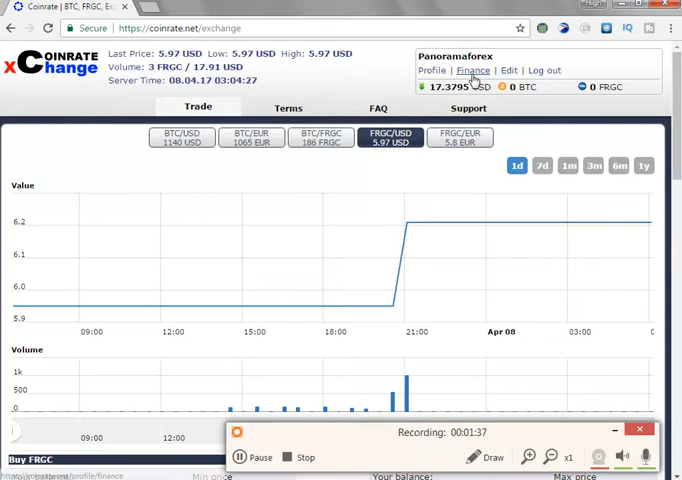 Coinrate | BTC, FRGC, Ex
High
Secure | https://coinrate.net/exchange
xCOINRATE Change
Last Price: 5.97 USD Low: 5.97 USD High: 5.97 USD
Volume: 3 FRGC / 17.91 USD
Server Time: 08.04.17 03:04:27
Panoramaforex
Profile | Finance | Edit | Log out
17.3795 USD 0 BTC 0 FRGC
Trade Terms FAQ Support
BTC/USD BTC/EUR BTC/FRGC FRGC/USD FRGC/EUR
1140 USD 1065 EUR 186 FRGC 5.97 USD 5.8 EUR
1d 7d 1m 3m 6m 1y
Value
6.2
6.1
6.0
5.9
09:00 12:00 15:00 18:00 21:00 Apr 08 03:00
Volume
1k
500
0
09:00 12:00
Recording: 00:01:37
Pause Stop Draw x1
Buy FRGC
https://coinrate.net/profile/finance
Min price Your balance: Max price